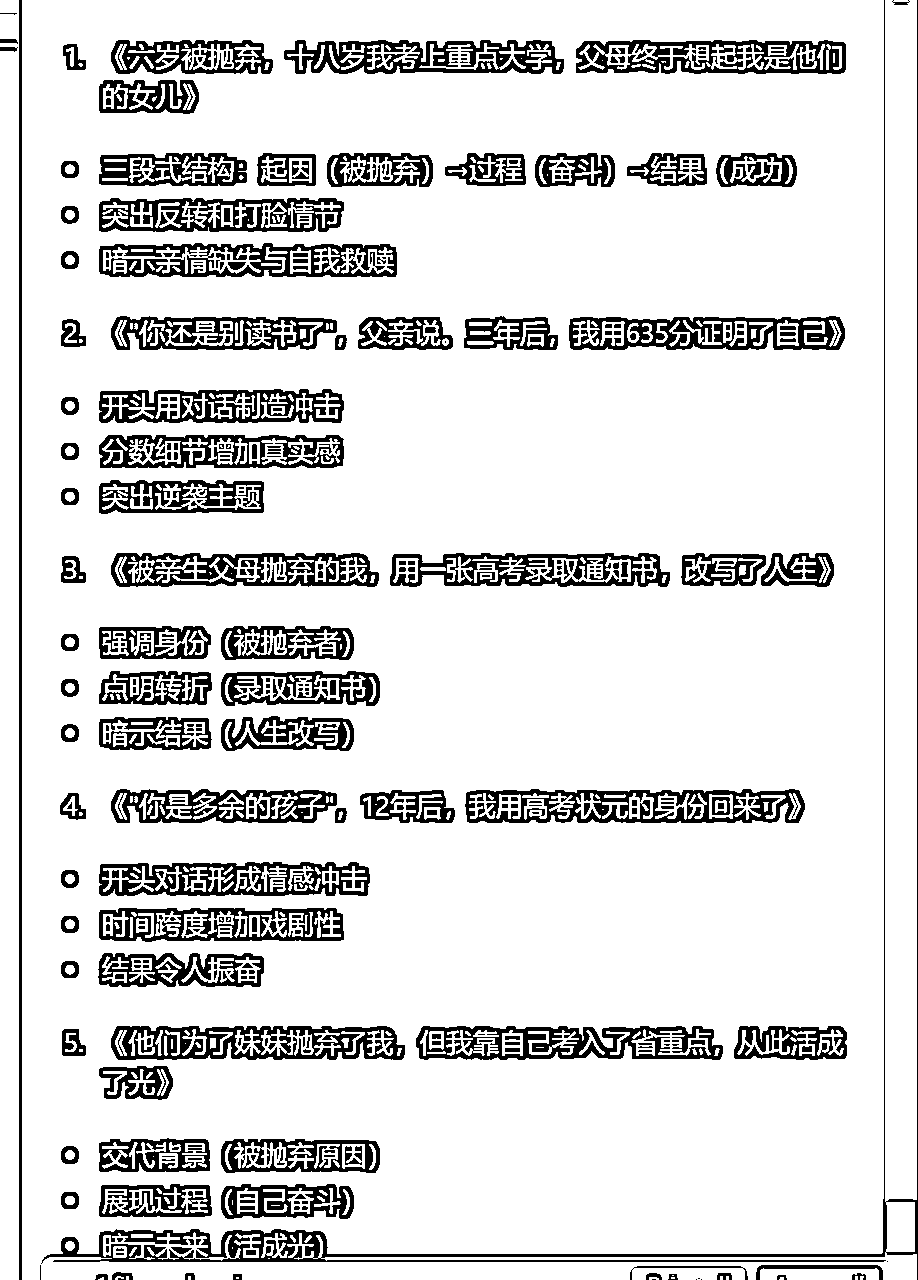 1. 《六岁被抛弃，十八岁我考上重点大学，父母终于想起我是他们
的女儿》
三段式结构：起因（被抛弃）→过程（奋斗）→结果（成功）
突出反转和打脸情节
暗示亲情缺失与自我救赎
2. 《"你还是别读书了"，父亲说。三年后，我用635分证明了自己》
开头用对话制造冲击
分数细节增加真实感
突出逆袭主题
3. 《被亲生父母抛弃的我，用一张高考录取通知书，改写了人生》
强调身份（被抛弃者）
点明转折（录取通知书）
暗示结果（人生改写）
4. 《"你是多余的孩子"，12年后，我用高考状元的身份回来了》
开头对话形成情感冲击
时间跨度增加戏剧性
结果令人振奋
5. 《他们为了妹妹抛弃了我，但我靠自己考入了省重点，从此活成
了光》
交代背景（被抛弃原因）
展现过程（自己奋斗）
暗示未来（活成光）